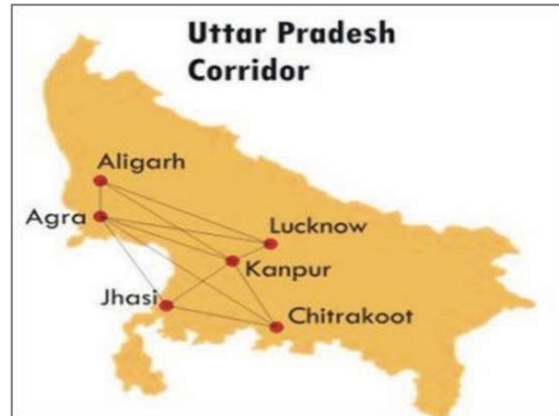 Uttar Pradesh
Corridor
Aligarh
Agra
Lucknow
Kanpur
Jhasi
Chitrakoot